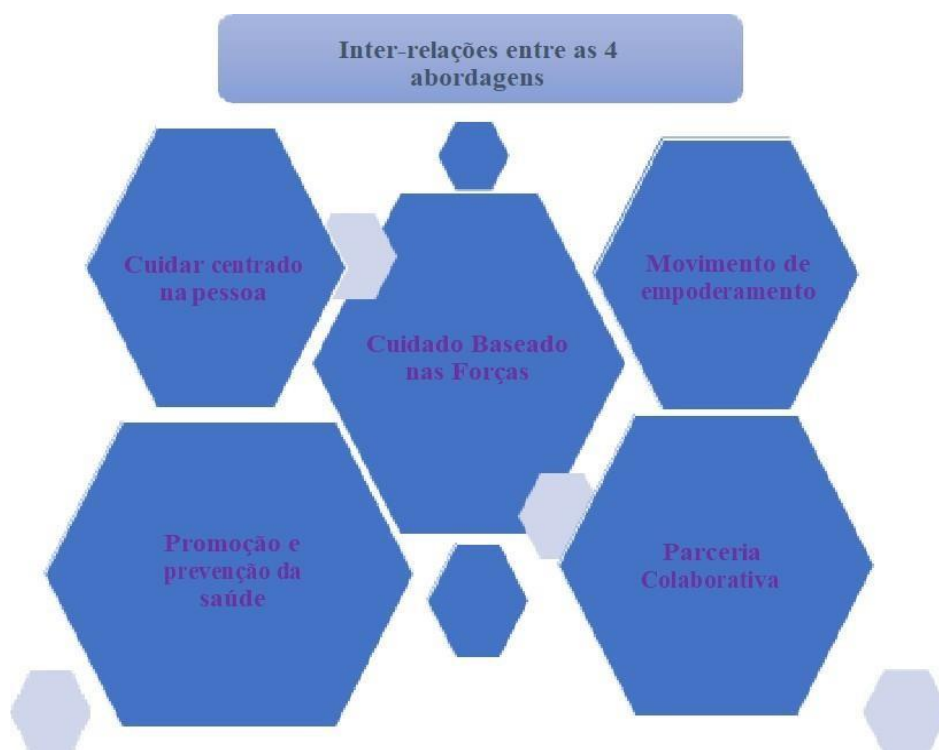 Inter-relações entre as 4
abordagens
Cuidar centrado
na pessoa
Movimento de
empoderamento
Cuidado Baseado
nas Forças
Promoção e
prevenção da
saúde
Parceria
Colaborativa